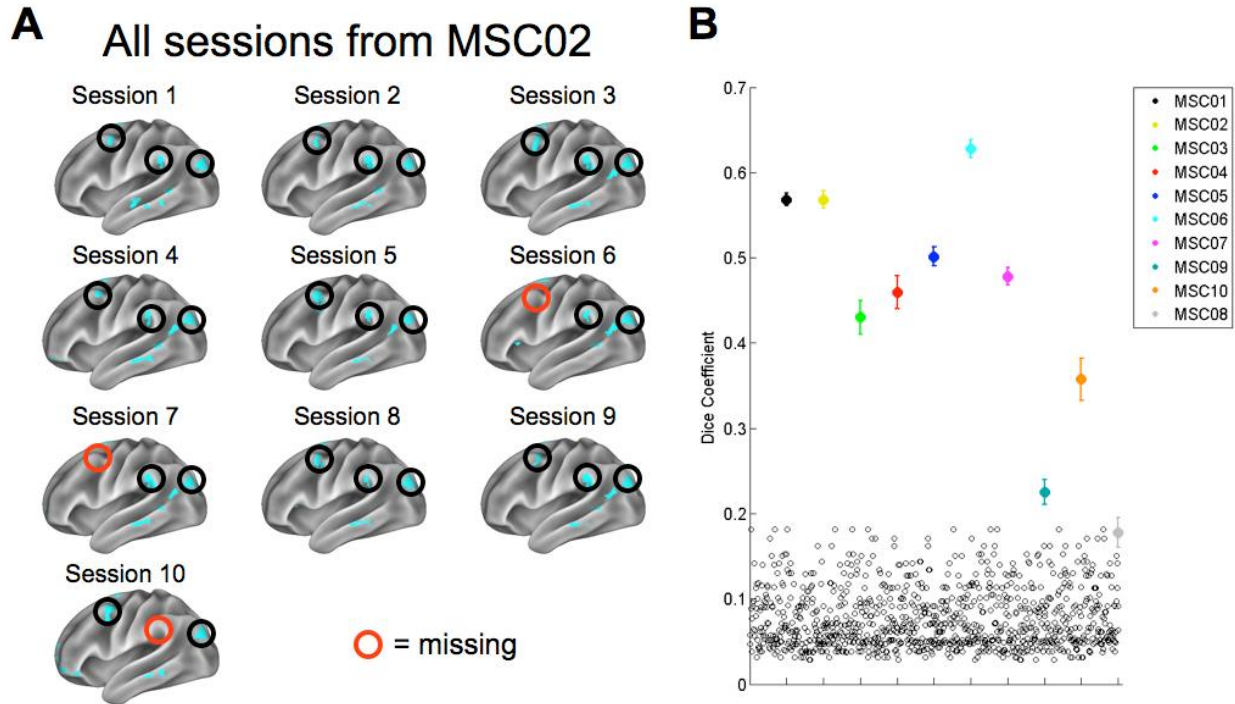 A
All sessions from MSC02
Session 1
Session 2
Session 3
Session 4
Session 5
Session 6
Session 7
Session 8
Session 9
Session 10
= missing
B
Dice Coefficient
0.7
0.6
0.5
0.4
0.3
0.2
0.1
0
MSC01
MSC02
MSC03
MSC04
MSC05
MSC06
MSC07
MSC09
MSC10
MSC08